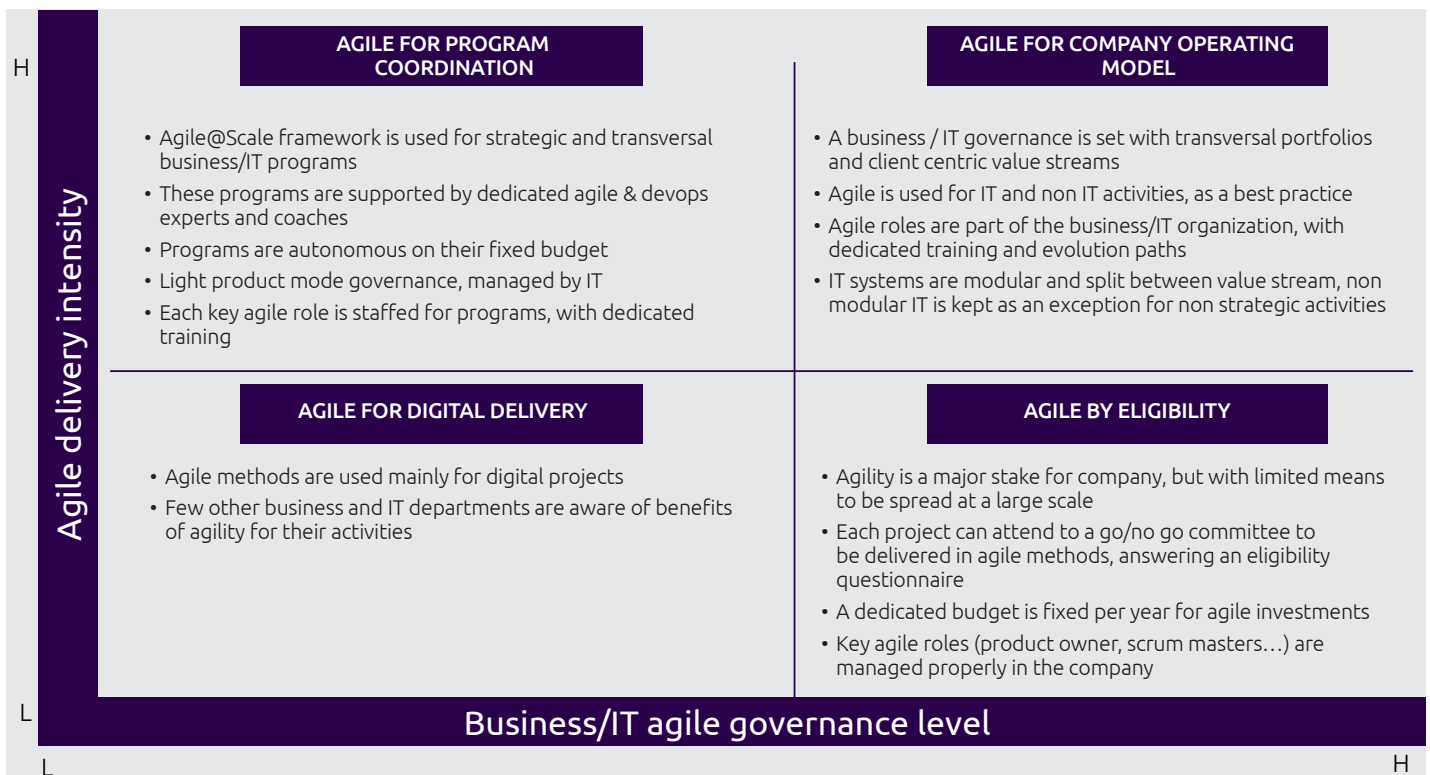 H
Agile delivery intensity
AGILE FOR PROGRAM
COORDINATION
• Agile@Scale framework is used for strategic and transversal
business/IT programs
• These programs are supported by dedicated agile & devops
experts and coaches
• Programs are autonomous on their fixed budget
• Light product mode governance, managed by IT
• Each key agile role is staffed for programs, with dedicated
training
AGILE FOR COMPANY OPERATING
MODEL
• A business / IT governance is set with transversal portfolios
and client centric value streams
• Agile is used for IT and non IT activities, as a best practice
• Agile roles are part of the business/IT organization, with
dedicated training and evolution paths
• IT systems are modular and split between value stream, non
modular IT is kept as an exception for non strategic activities
AGILE FOR DIGITAL DELIVERY
• Agile methods are used mainly for digital projects
• Few other business and IT departments are aware of benefits
of agility for their activities
AGILE BY ELIGIBILITY
• Agility is a major stake for company, but with limited means
to be spread at a large scale
• Each project can attend to a go/no go committee to
be delivered in agile methods, answering an eligibility
questionnaire
• A dedicated budget is fixed per year for agile investments
• Key agile roles (product owner, scrum masters…) are
managed properly in the company
L
Business/IT agile governance level
L
H